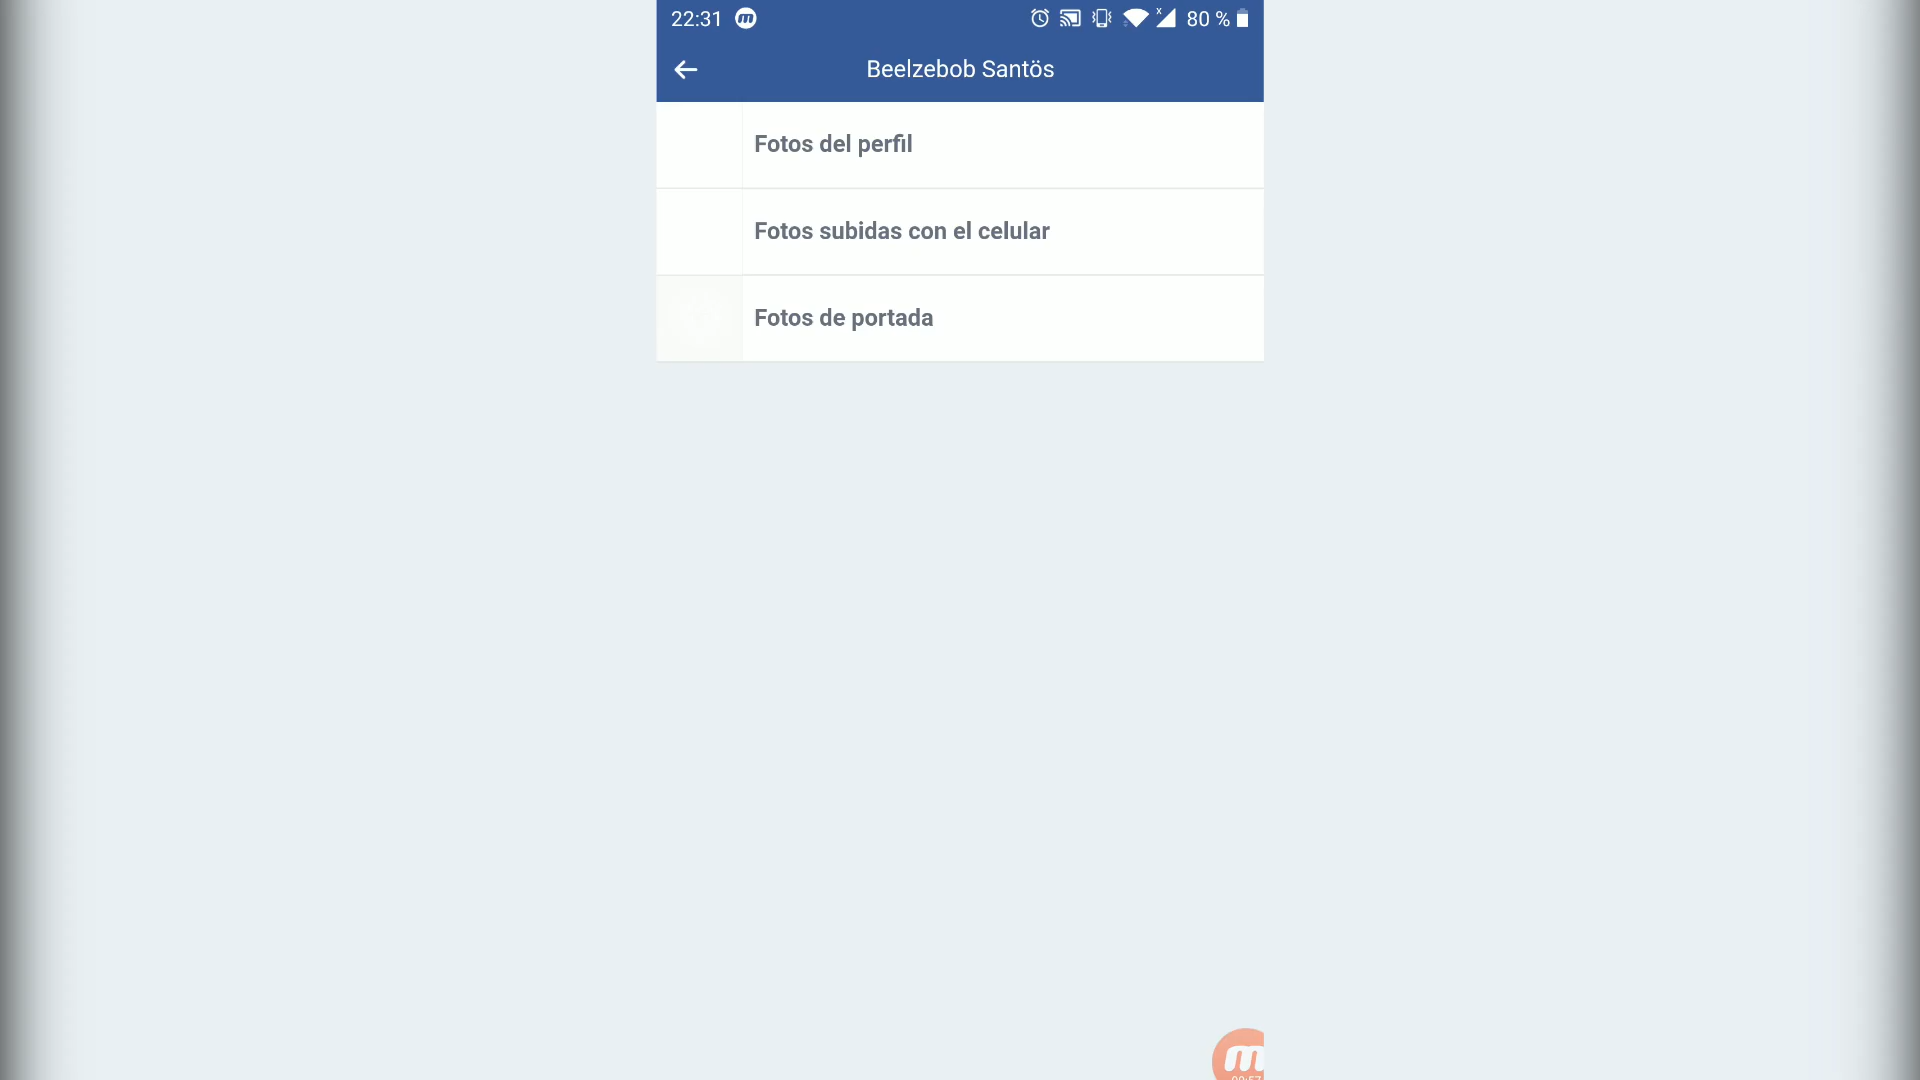 22:31 m 80 %
Beelzebob Santös
Fotos del perfil
Fotos subidas con el celular
Fotos de portada
m